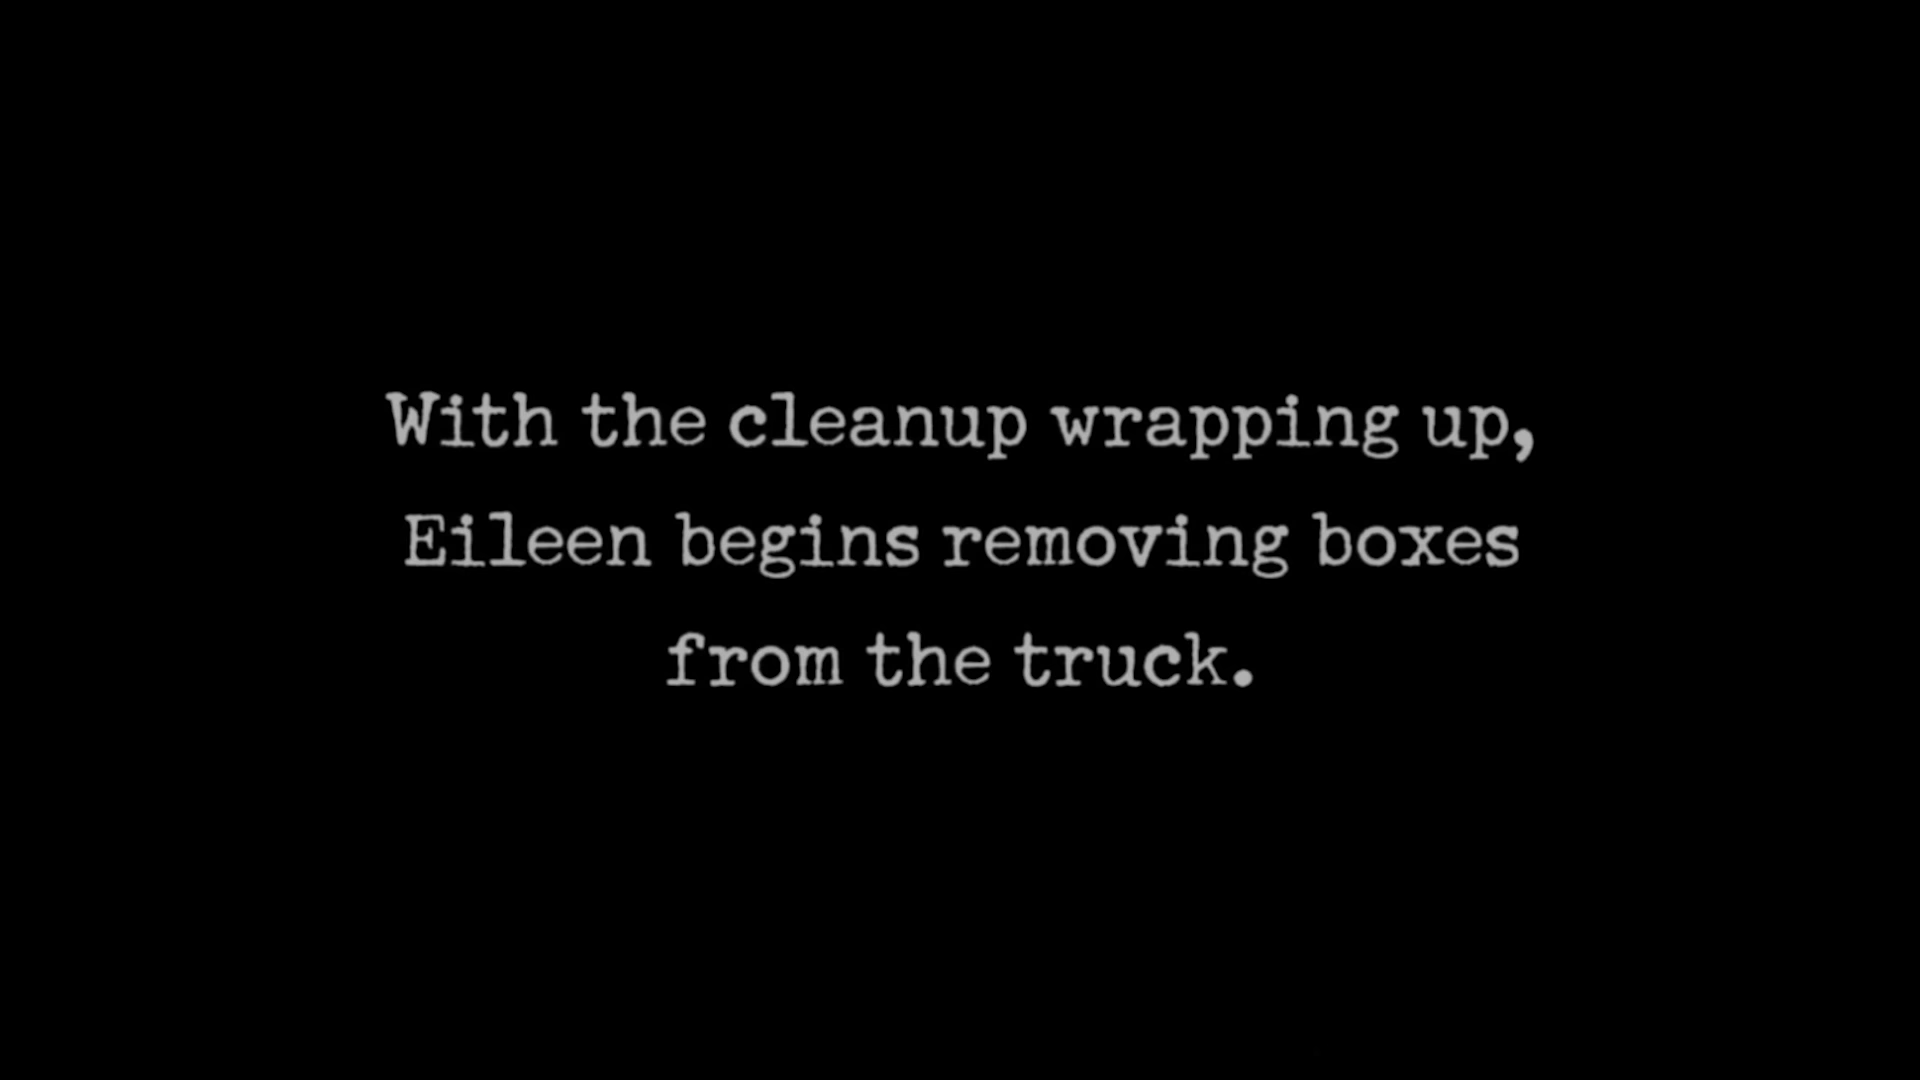 With the cleanup wrapping up,
Eileen begins removing boxes
from the truck.